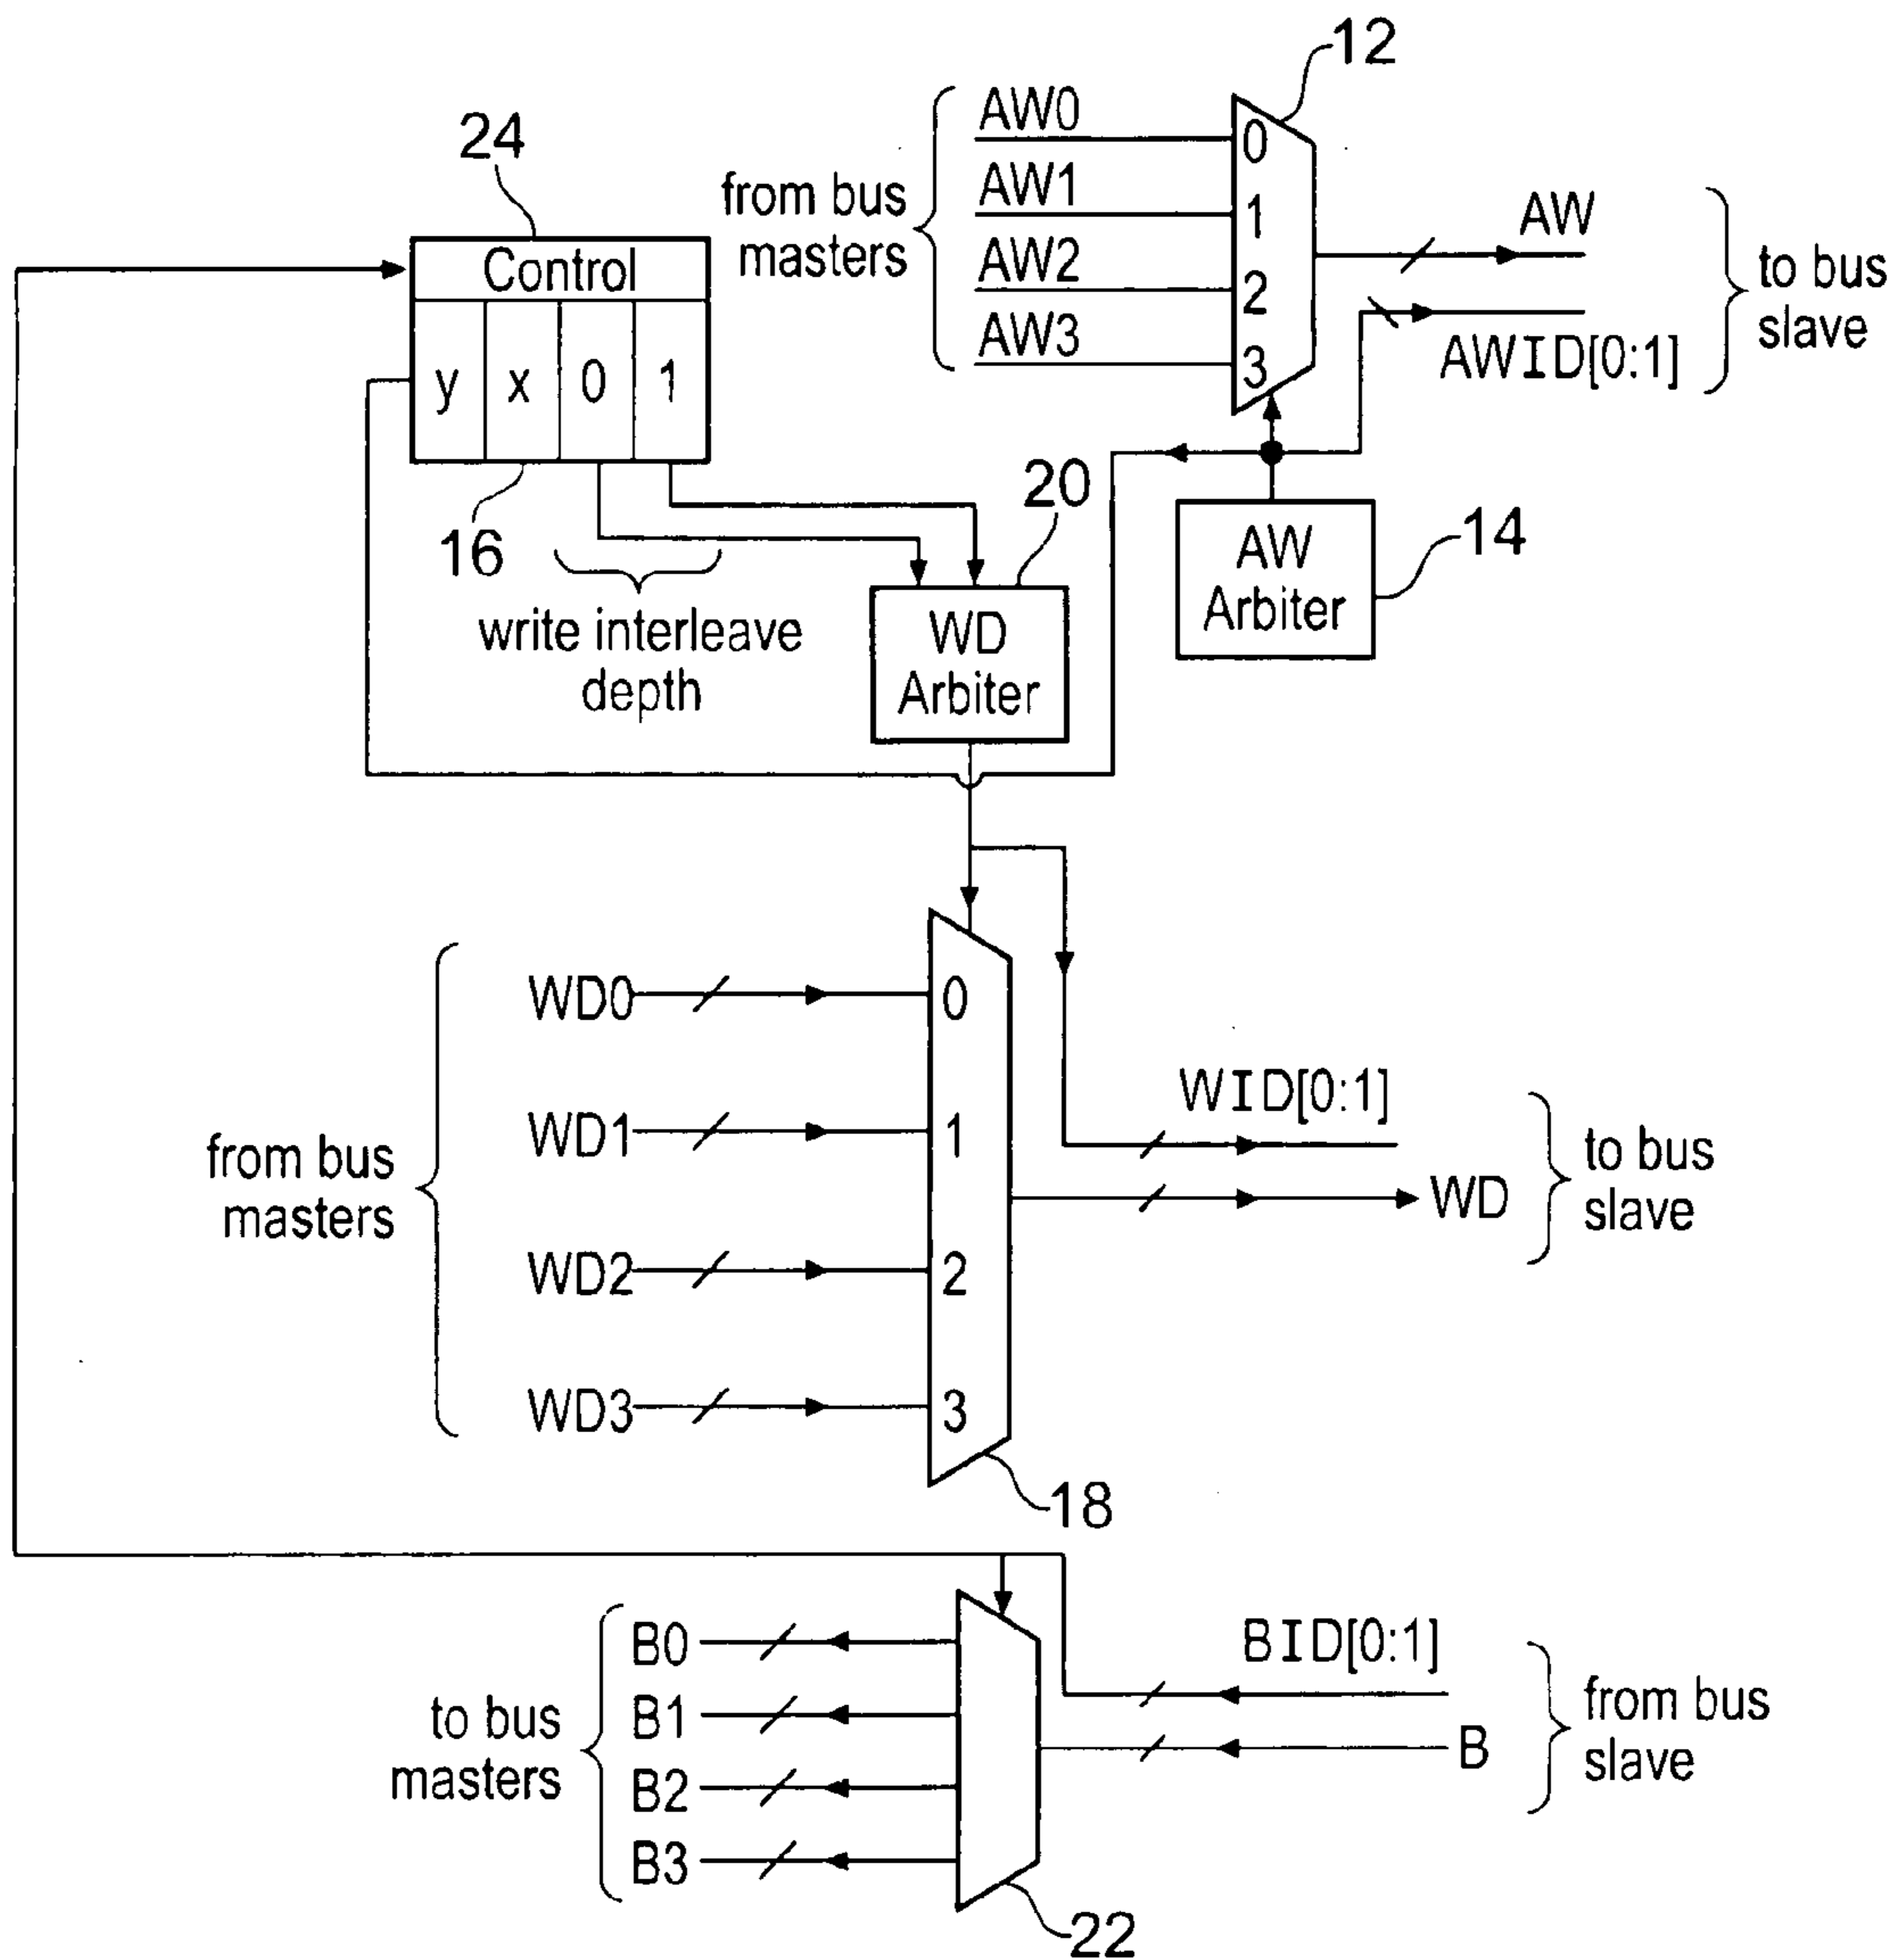 12
AW0
24
AW1
from bus
masters
AW2
AW3
0
1
2
3
AW
AWID[0:1]
to bus
slave
Control
y x 0 1
16
write interleave
depth
20
WD
Arbiter
AW
Arbiter
14
from bus
masters
WD0
WD1
WD2
WD3
0
1
2
3
WID[0:1]
WD
to bus
slave
18
to bus
masters
B0
B1
B2
B3
BID[0:1]
B
from bus
slave
22